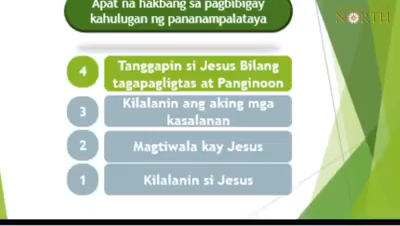 Apat na hakbang sa pagbibigay
kahulugan ng pananampalataya
NORTH
4
Tanggapin si Jesus Bilang
tagapagligtas at Panginoon
3
Kilalanin ang aking mga
kasalanan
2
Magtiwala kay Jesus
1
Kilalanin si Jesus